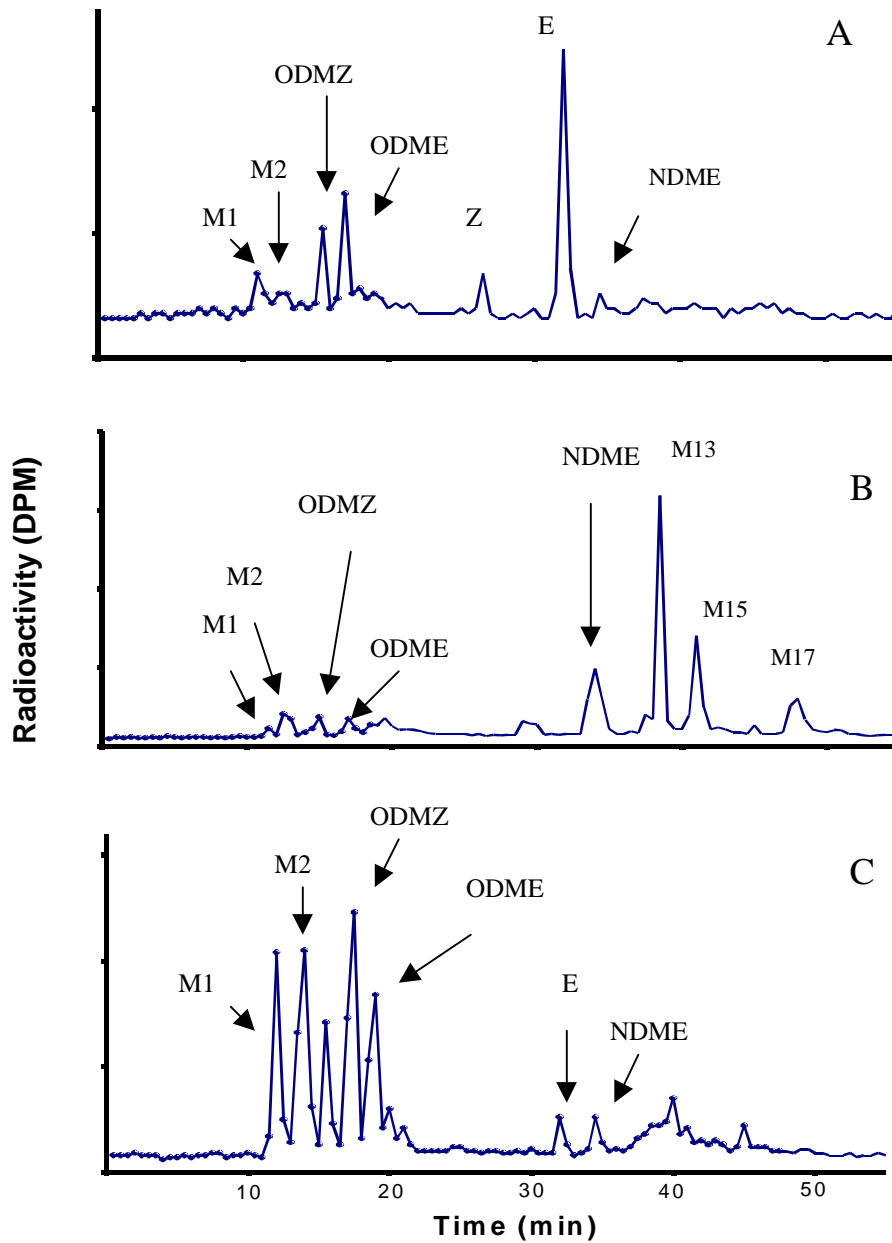 E
A
ODMZ
ODME
M2
NDME
M1
Z
M13
NDME
B
ODMZ
M2
M15
M1
ODME
M17
Radioactivity (DPM)
ODMZ
M2
C
ODME
M1
E
NDME
10 20 30 40 50
Time (min)